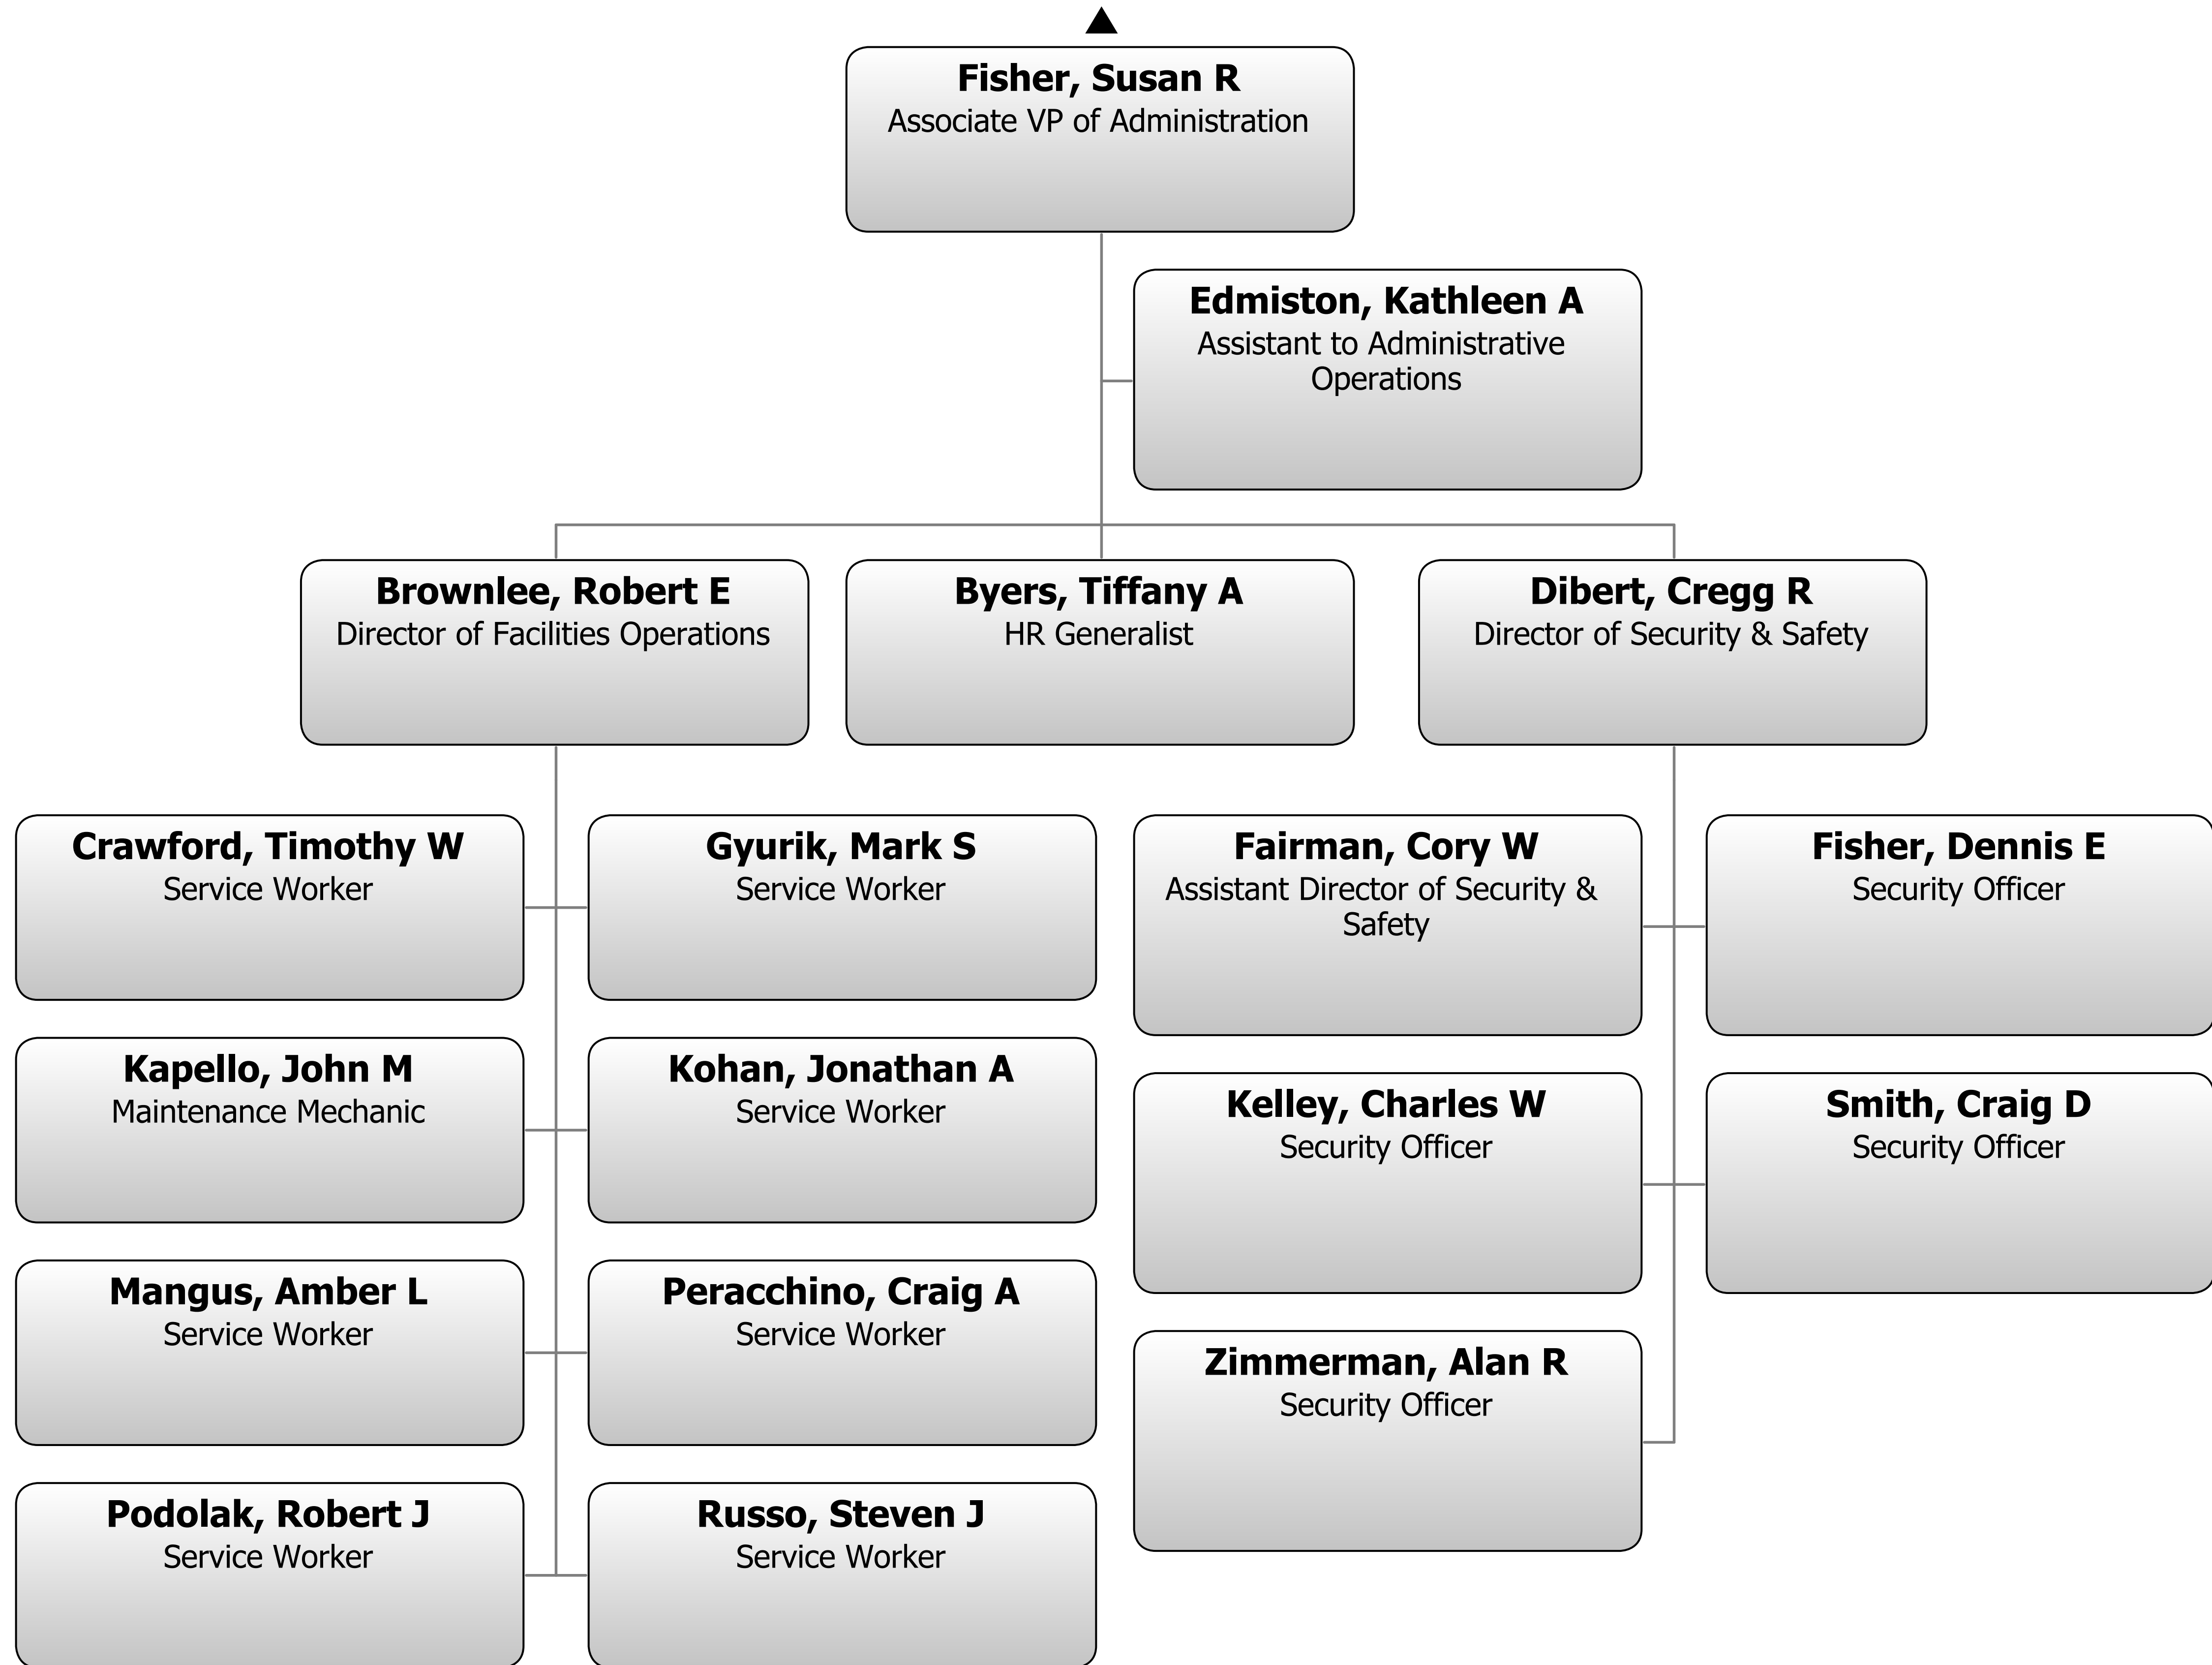 Fisher, Susan R
Associate VP of Administration
Edmiston, Kathleen A
Assistant to Administrative
Operations
Brownlee, Robert E
Director of Facilities Operations
Byers, Tiffany A
HR Generalist
Dibert, Cregg R
Director of Security & Safety
Crawford, Timothy W
Service Worker
Gyurik, Mark S
Service Worker
Fairman, Cory W
Assistant Director of Security &
Safety
Fisher, Dennis E
Security Officer
Kapello, John M
Maintenance Mechanic
Kohan, Jonathan A
Service Worker
Kelley, Charles W
Security Officer
Smith, Craig D
Security Officer
Mangus, Amber L
Service Worker
Peracchino, Craig A
Service Worker
Zimmerman, Alan R
Security Officer
Podolak, Robert J
Service Worker
Russo, Steven J
Service Worker